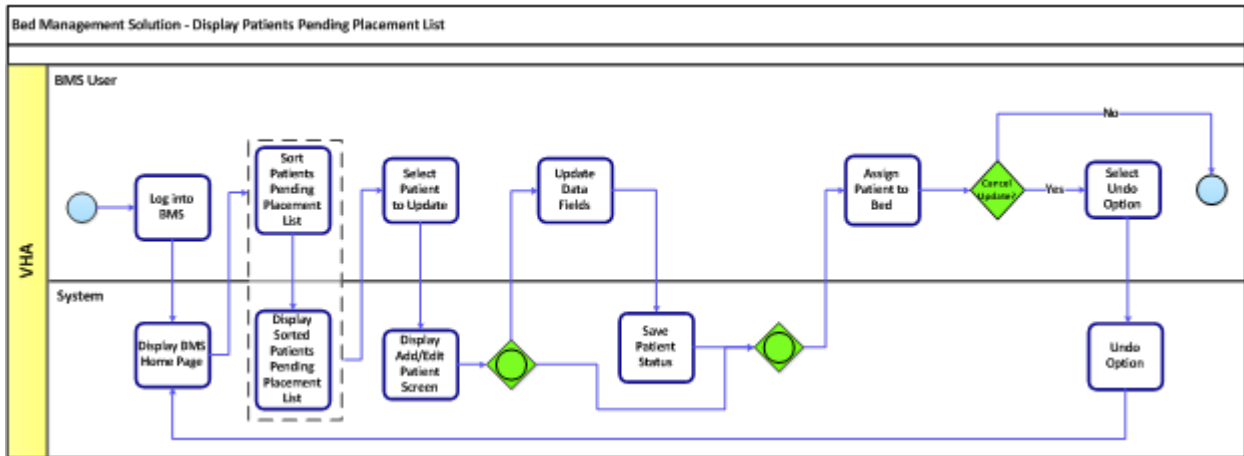 Bed Management Solution - Display Patients Pending Placement List
VHA
BMS User
Log into
BMS
Sort
Patients
Pending
Placement
List
Select
Patient
to Update
Update
Data
Fields
Assign
Patient to
Bed
Cancel
Update?
No
Yes
Select
Undo
Option
System
Display BMS
Home Page
Display
Sorted
Patients
Pending
Placement
List
Display
Add/Edit
Patient
Screen
Save
Patient
Status
Undo
Option